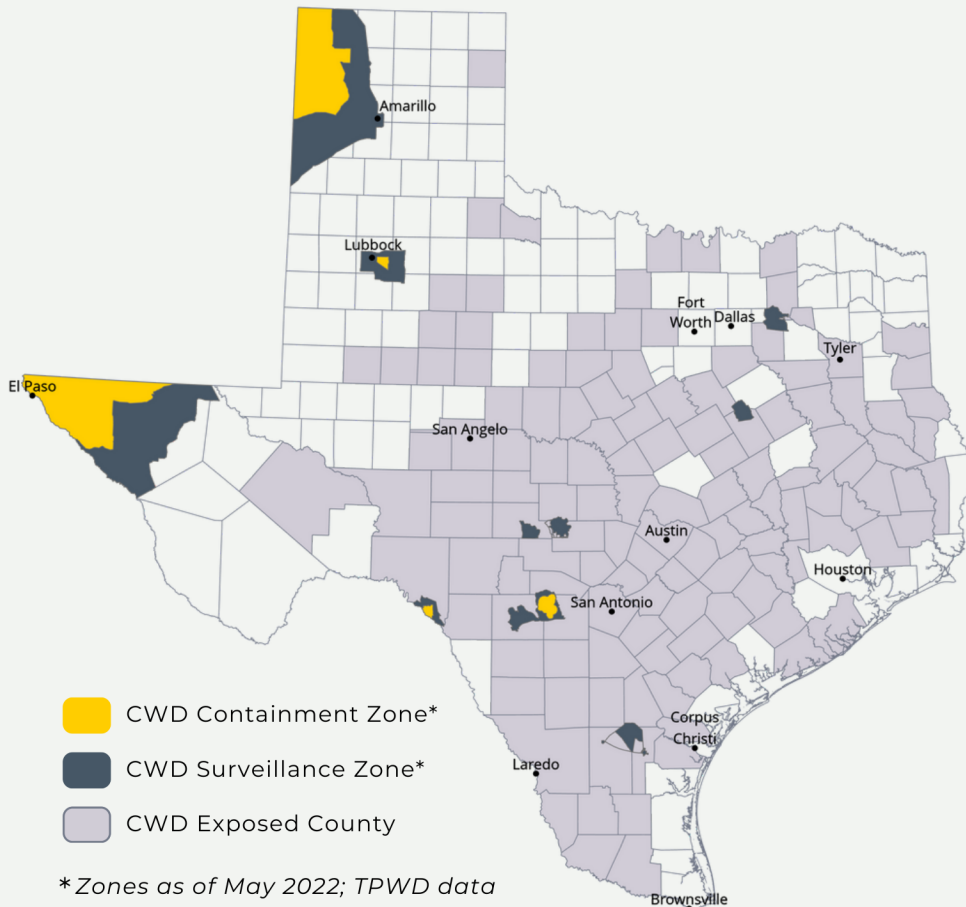 Amarillo
Lubbock
Fort
Worth
Dallas
Tyler
El Paso
San Angelo
Austin
Houston
San Antonio
CWD Containment Zone*
Corpus
Christi
CWD Surveillance Zone*
Laredo
CWD Exposed County
*Zones as of May 2022; TPWD data
Brownsville